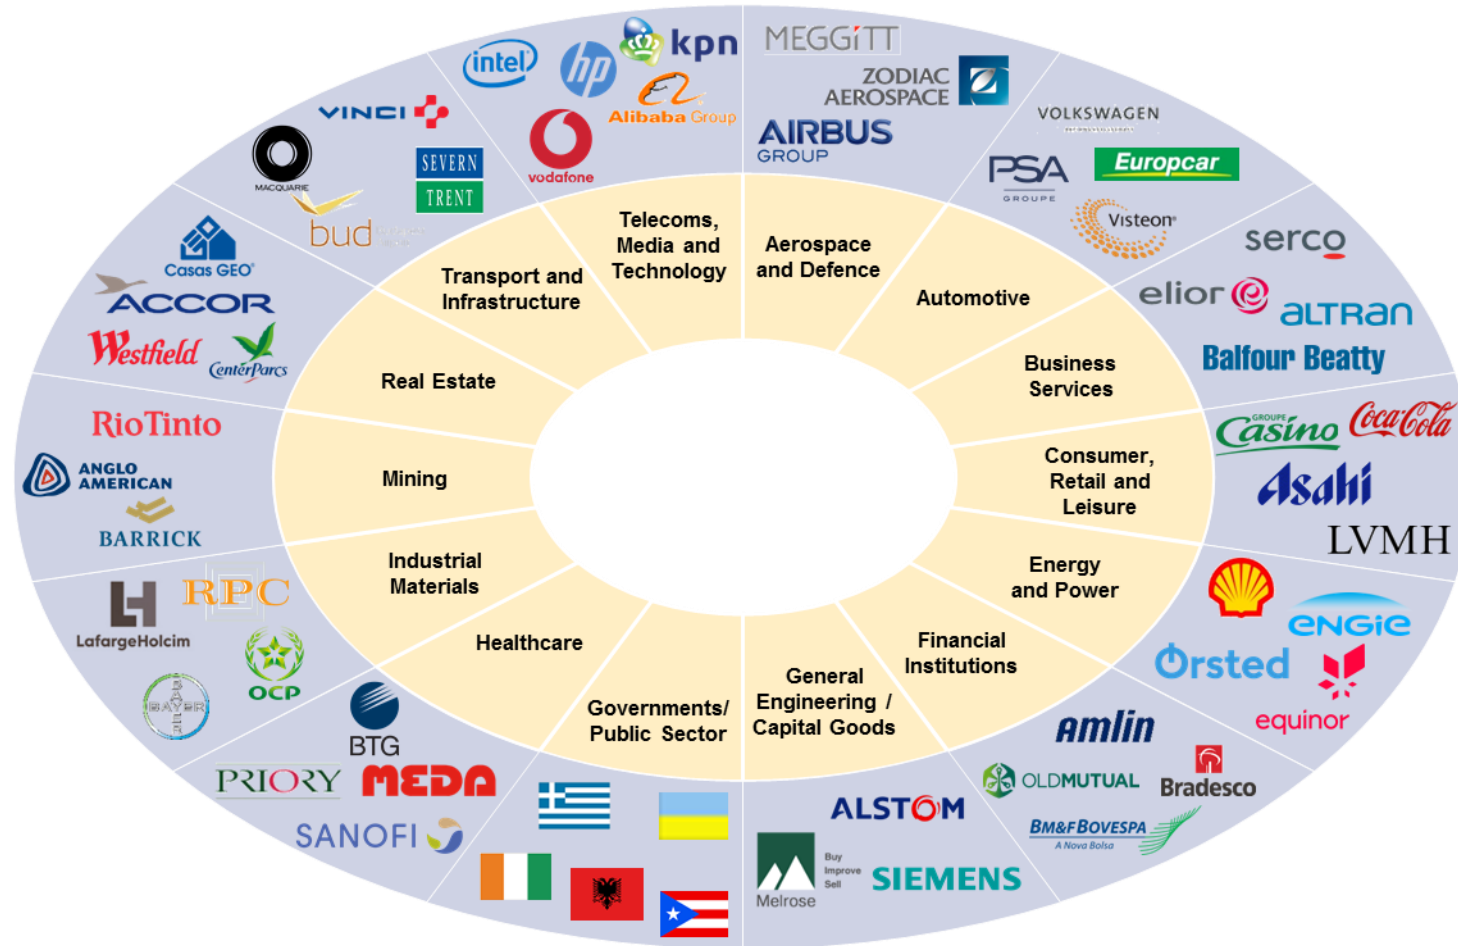 intel
hp
kpn
Alibaba Group
vodafone
MEGGiTT
ZODIAC
AEROSPACE
AIRBUS
GROUP
VOLKSWAGEN
PSA
GROUPE
Europcar
Visteon
serco
elior
ALTRAN
Balfour Beatty
GROUPE
Casino
Coca-Cola
Asahi
LVMH
ENGIE
Ørsted
equinor
Amlin
OLDMUTUAL
Bradesco
BM&FBOVESPA
A Nova Bolsa
ALSTOM
Melrose
Buy
Improve
Sell
SIEMENS
BTG
PRIORY
MEDA
SANOFI
LafargeHolcim
RPC
OCP
BAYER
BAYER
RioTinto
ANGLO
AMERICAN
BARRICK
Casas GEO®
ACCOR
Westfield
CenterParcs
VINCI
MACQUARIE
SEVERN
TRENT
bud
Telecoms,
Media and
Technology
Aerospace
and Defence
Automotive
Business
Services
Consumer,
Retail and
Leisure
Energy
and Power
Financial
Institutions
General
Engineering /
Capital Goods
Governments/
Public Sector
Healthcare
Industrial
Materials
Mining
Real Estate
Transport and
Infrastructure